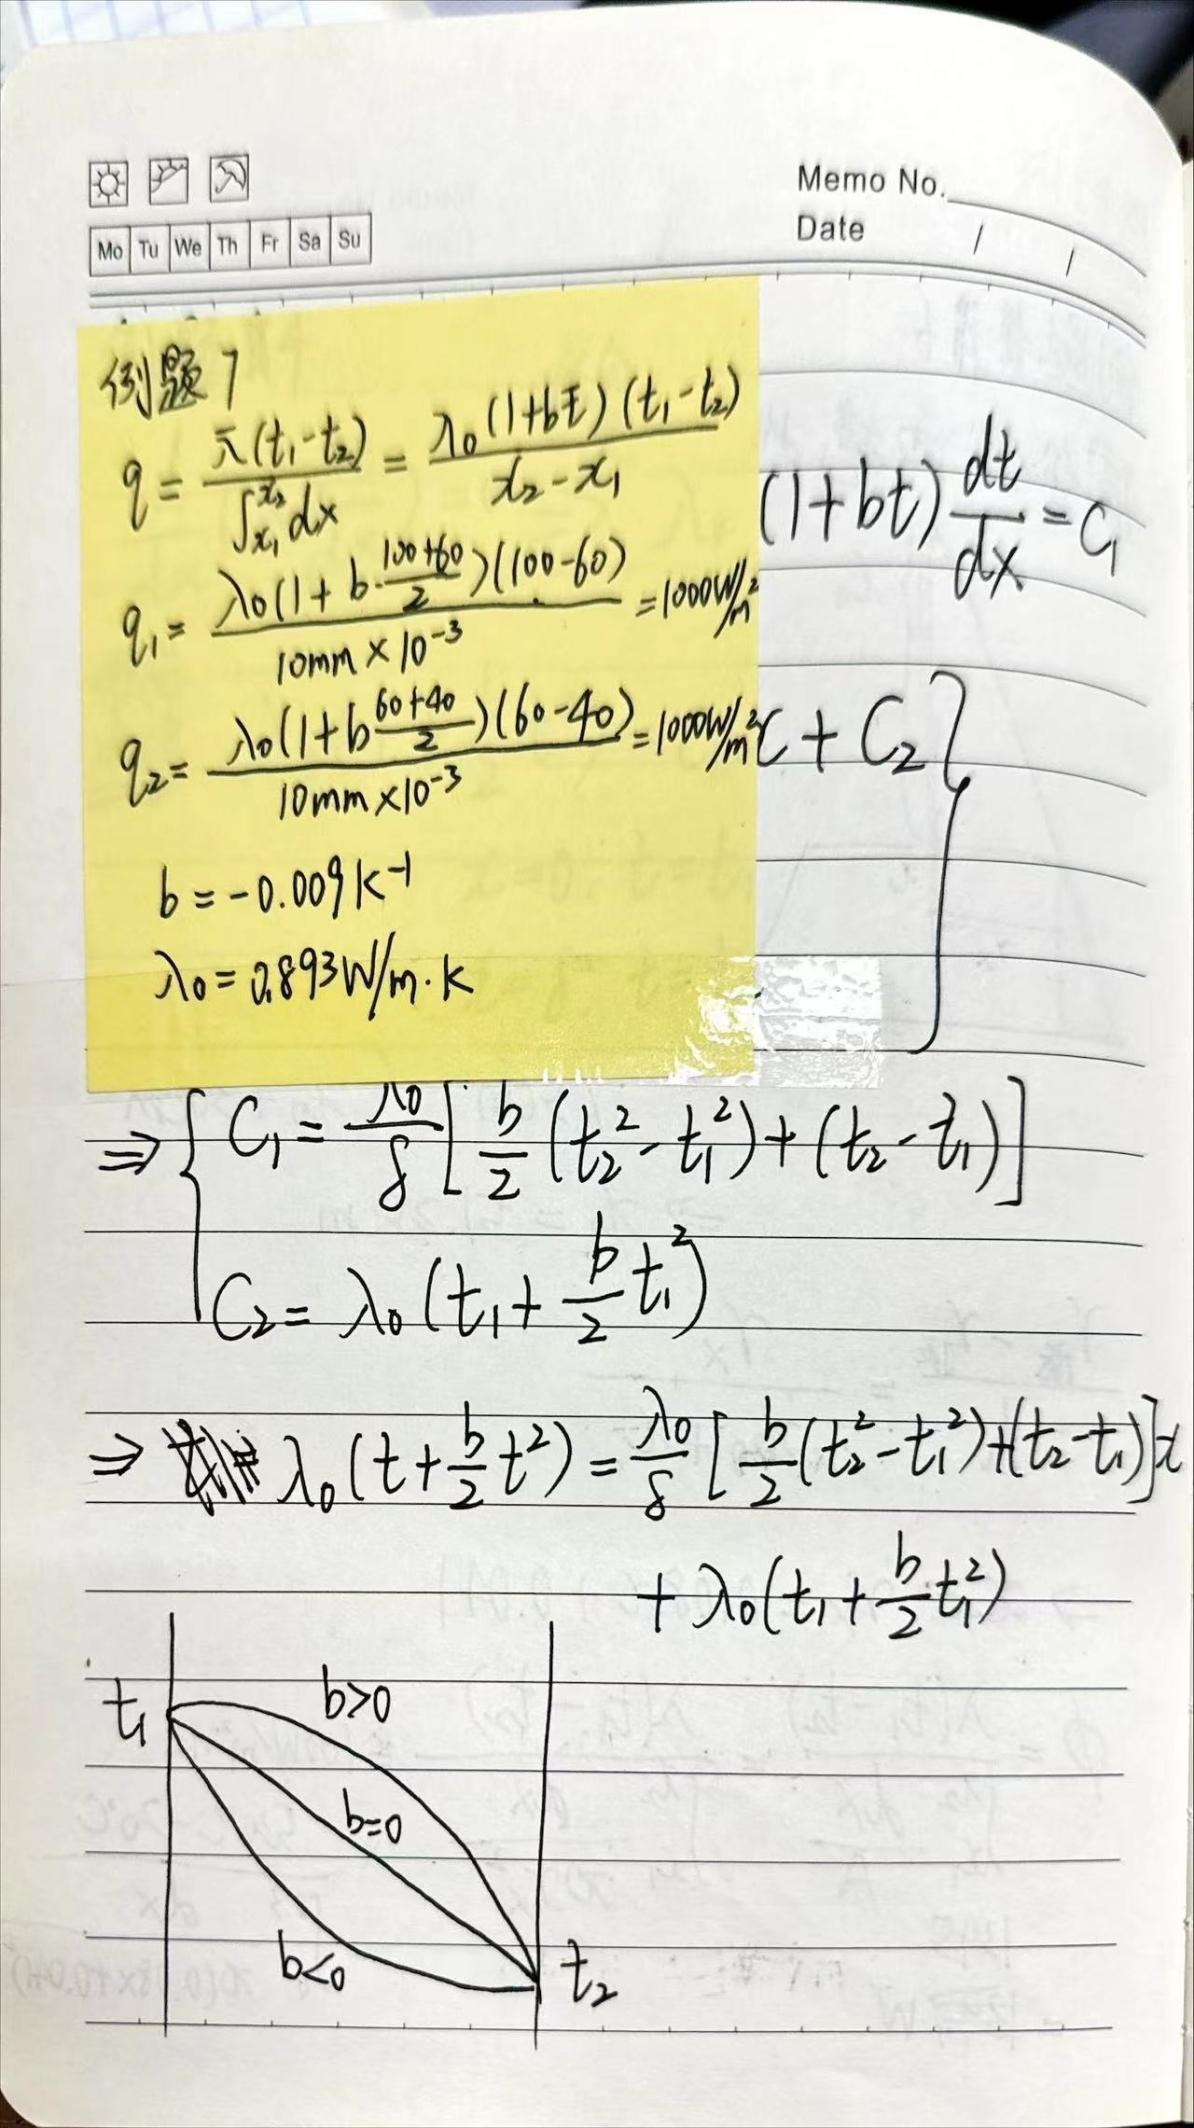 Memo No.
Mo Tu We Th Fr Sa Su
Date / /
例题7
q = λ̄(t₁-t₂) / ∫ₓ₁ˣ² dx = λ₀(1+bt̄)(t₁-t₂) / x₂-x₁
q₁ = λ₀(1+b·(100+60)/2)(100-60) / 10mm×10⁻³ = 1000W/m²
q₂ = λ₀(1+b(60+40)/2)(60-40) / 10mm×10⁻³ = 1000W/m²
b = -0.009K⁻¹
λ₀ = 0.893W/m·K
(1+bt) dt/dx = C₁
+ C₂ }
⇒ { C₁ = λ₀/δ [b/2 (t₂²-t₁²)+(t₂-t₁)]
C₂ = λ₀(t₁+b/2 t₁²)
⇒ λ₀(t+b/2 t²) = λ₀/δ [b/2 (t₂²-t₁²)+(t₂-t₁)]x
+ λ₀(t₁+b/2 t₁²)
t₁
b>0
b=0
b<0
t₂